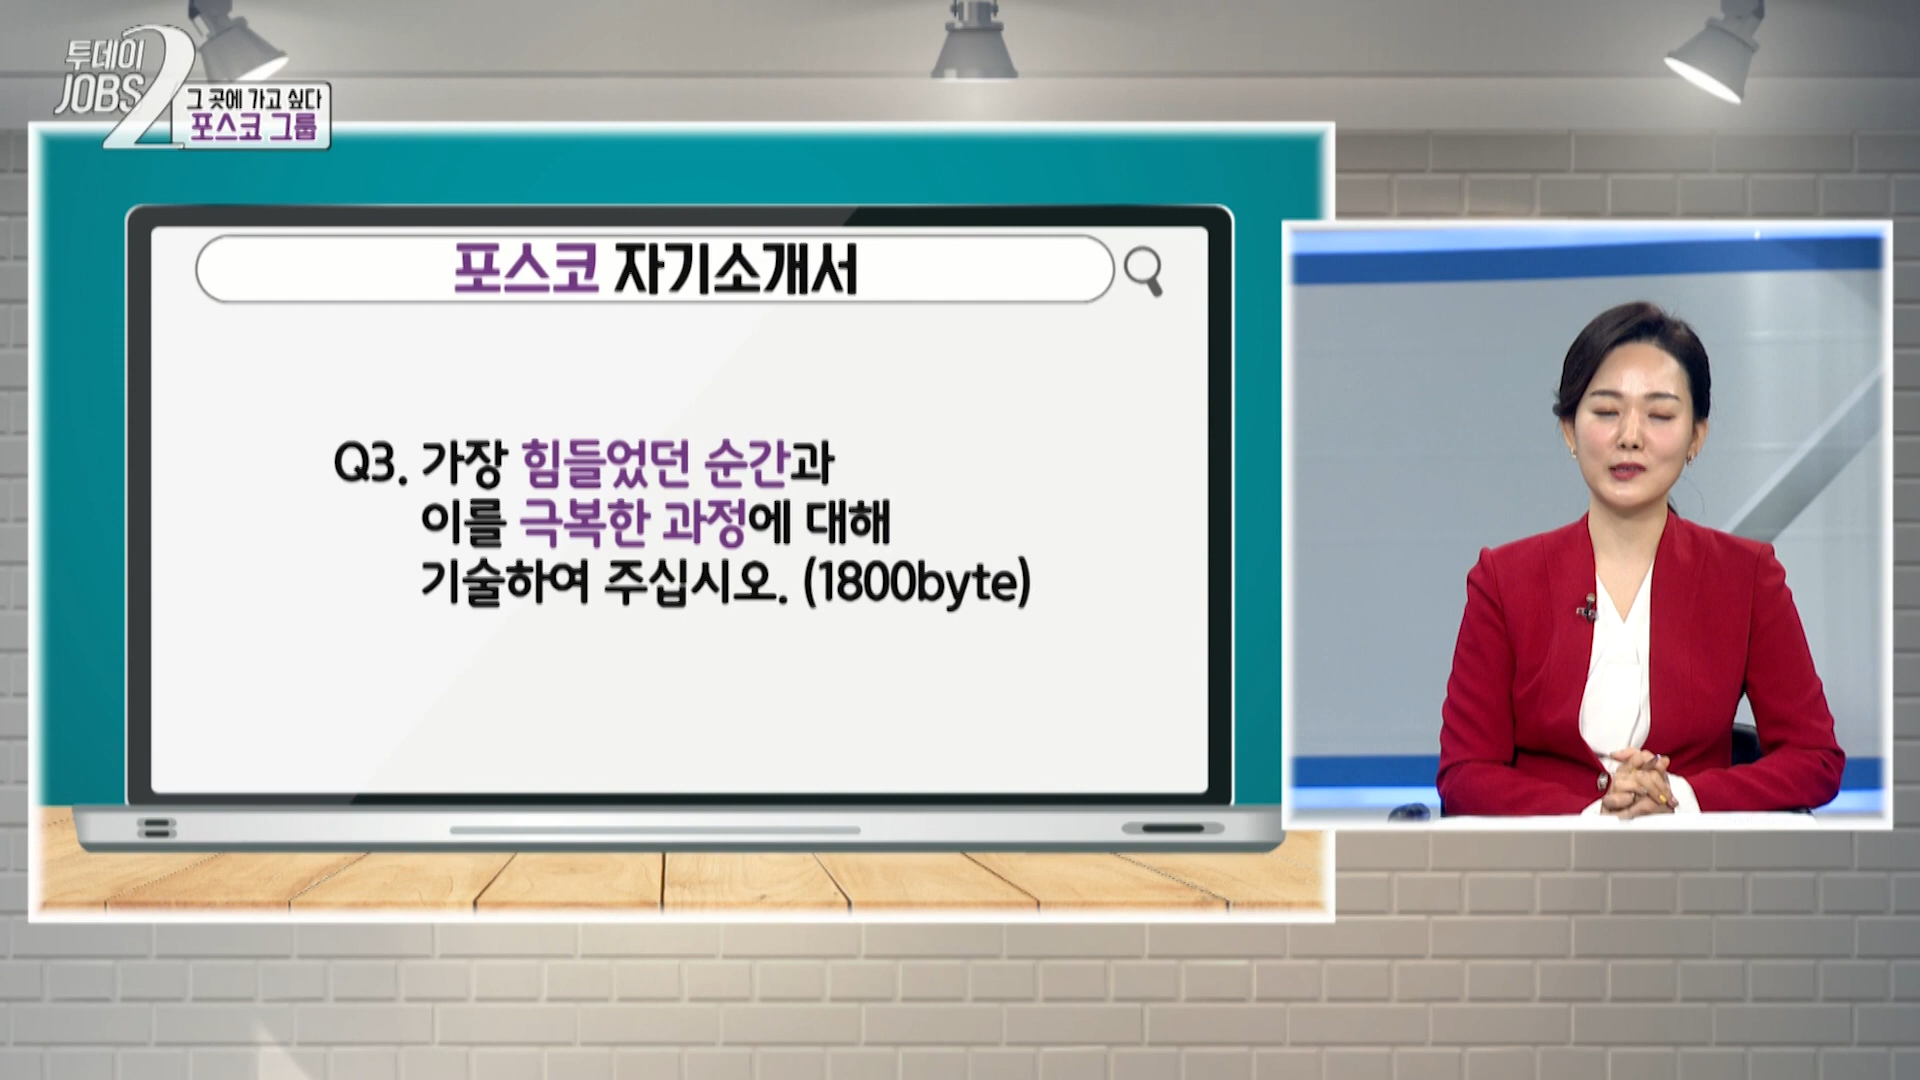 투데이
JOBS 2
그 곳에 가고 싶다
포스코 그룹
포스코 자기소개서
Q3. 가장 힘들었던 순간과
이를 극복한 과정에 대해
기술하여 주십시오. (1800byte)